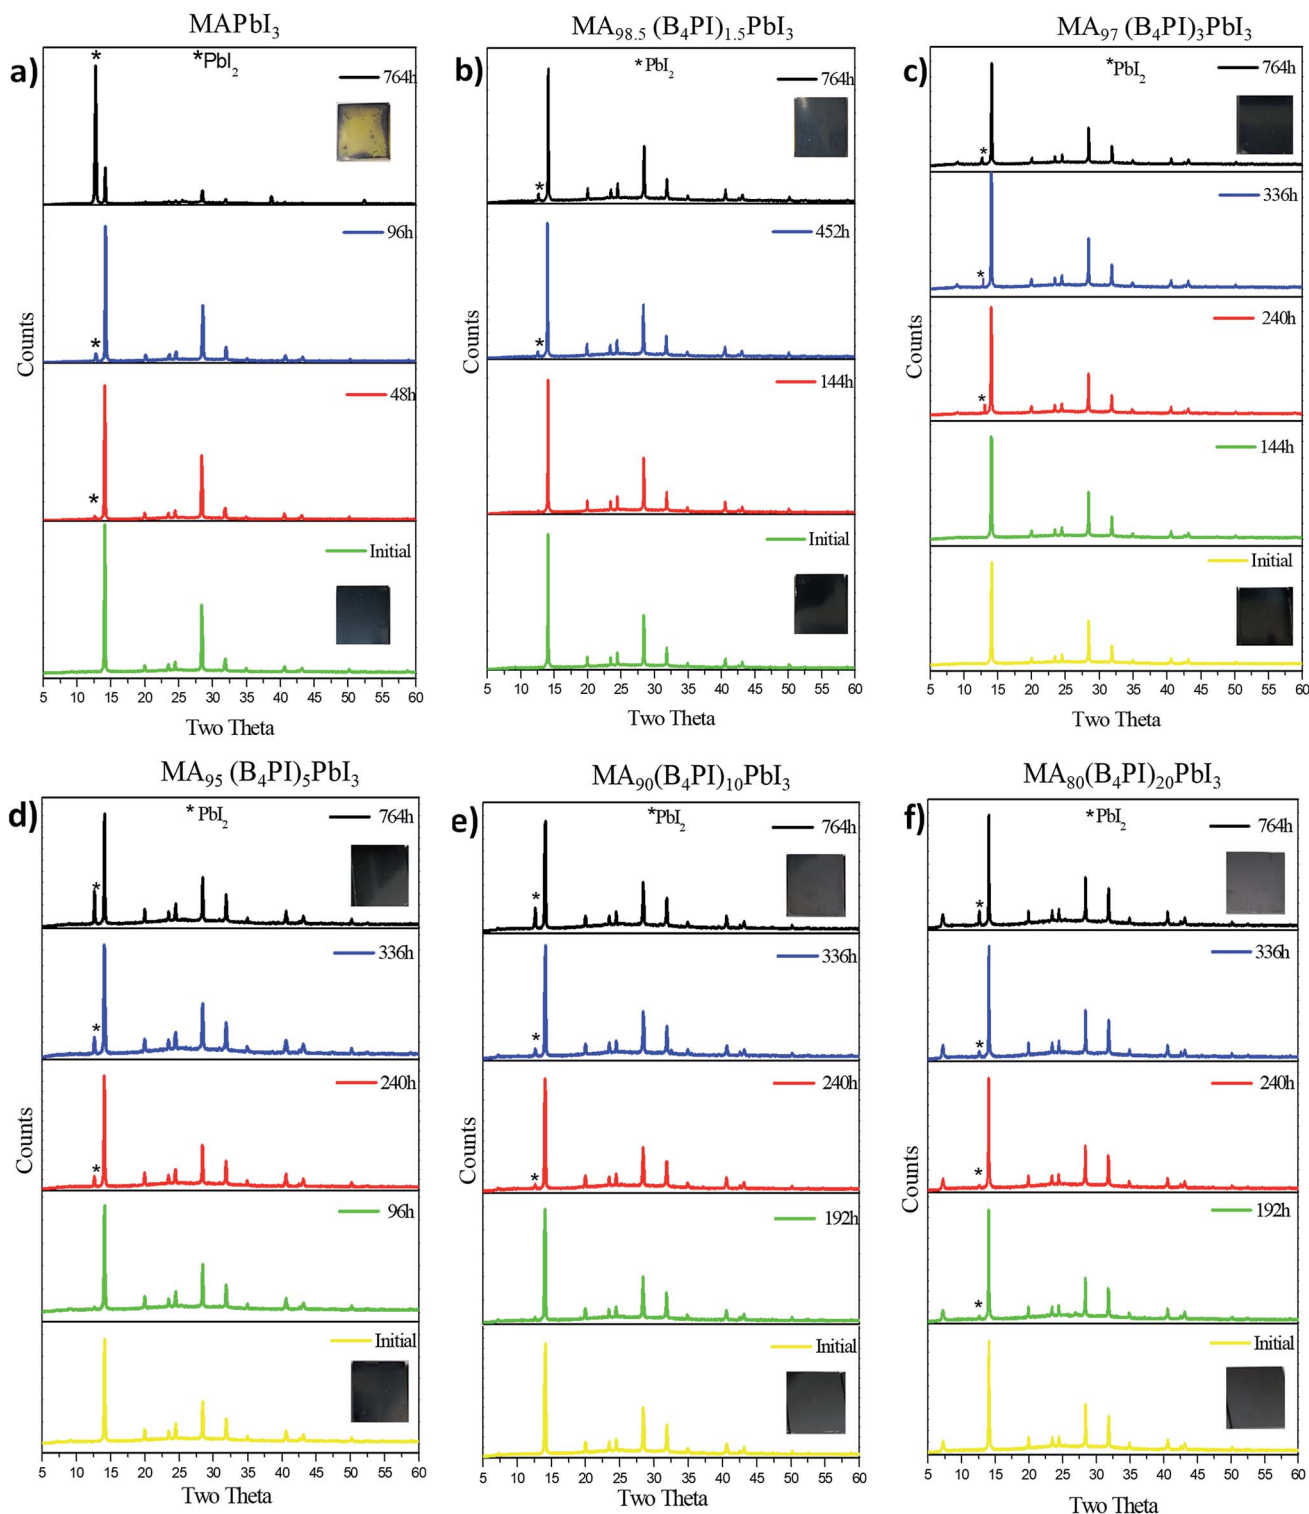 MAPbI₃
a)
*
*PbI₂
764h
96h
*
48h
*
Initial
Counts
5 10 15 20 25 30 35 40 45 50 55 60
Two Theta
MA₉₈.₅ (B₄PI)₁.₅PbI₃
b)
*PbI₂
764h
*
452h
*
144h
Initial
5 10 15 20 25 30 35 40 45 50 55 60
Two Theta
MA₉₇ (B₄PI)₃PbI₃
c)
*PbI₂
764h
*
336h
*
240h
*
144h
Initial
Counts
5 10 15 20 25 30 35 40 45 50 55 60
Two Theta
MA₉₅ (B₄PI)₅PbI₃
d)
*PbI₂
764h
*
336h
*
240h
*
96h
Initial
Counts
5 10 15 20 25 30 35 40 45 50 55 60
Two Theta
MA₉₀(B₄PI)₁₀PbI₃
e)
*PbI₂
764h
*
336h
*
240h
*
192h
Initial
Counts
5 10 15 20 25 30 35 40 45 50 55 60
Two Theta
MA₈₀(B₄PI)₂₀PbI₃
f)
*PbI₂
764h
*
336h
*
240h
*
192h
*
Initial
Counts
5 10 15 20 25 30 35 40 45 50 55 60
Two Theta